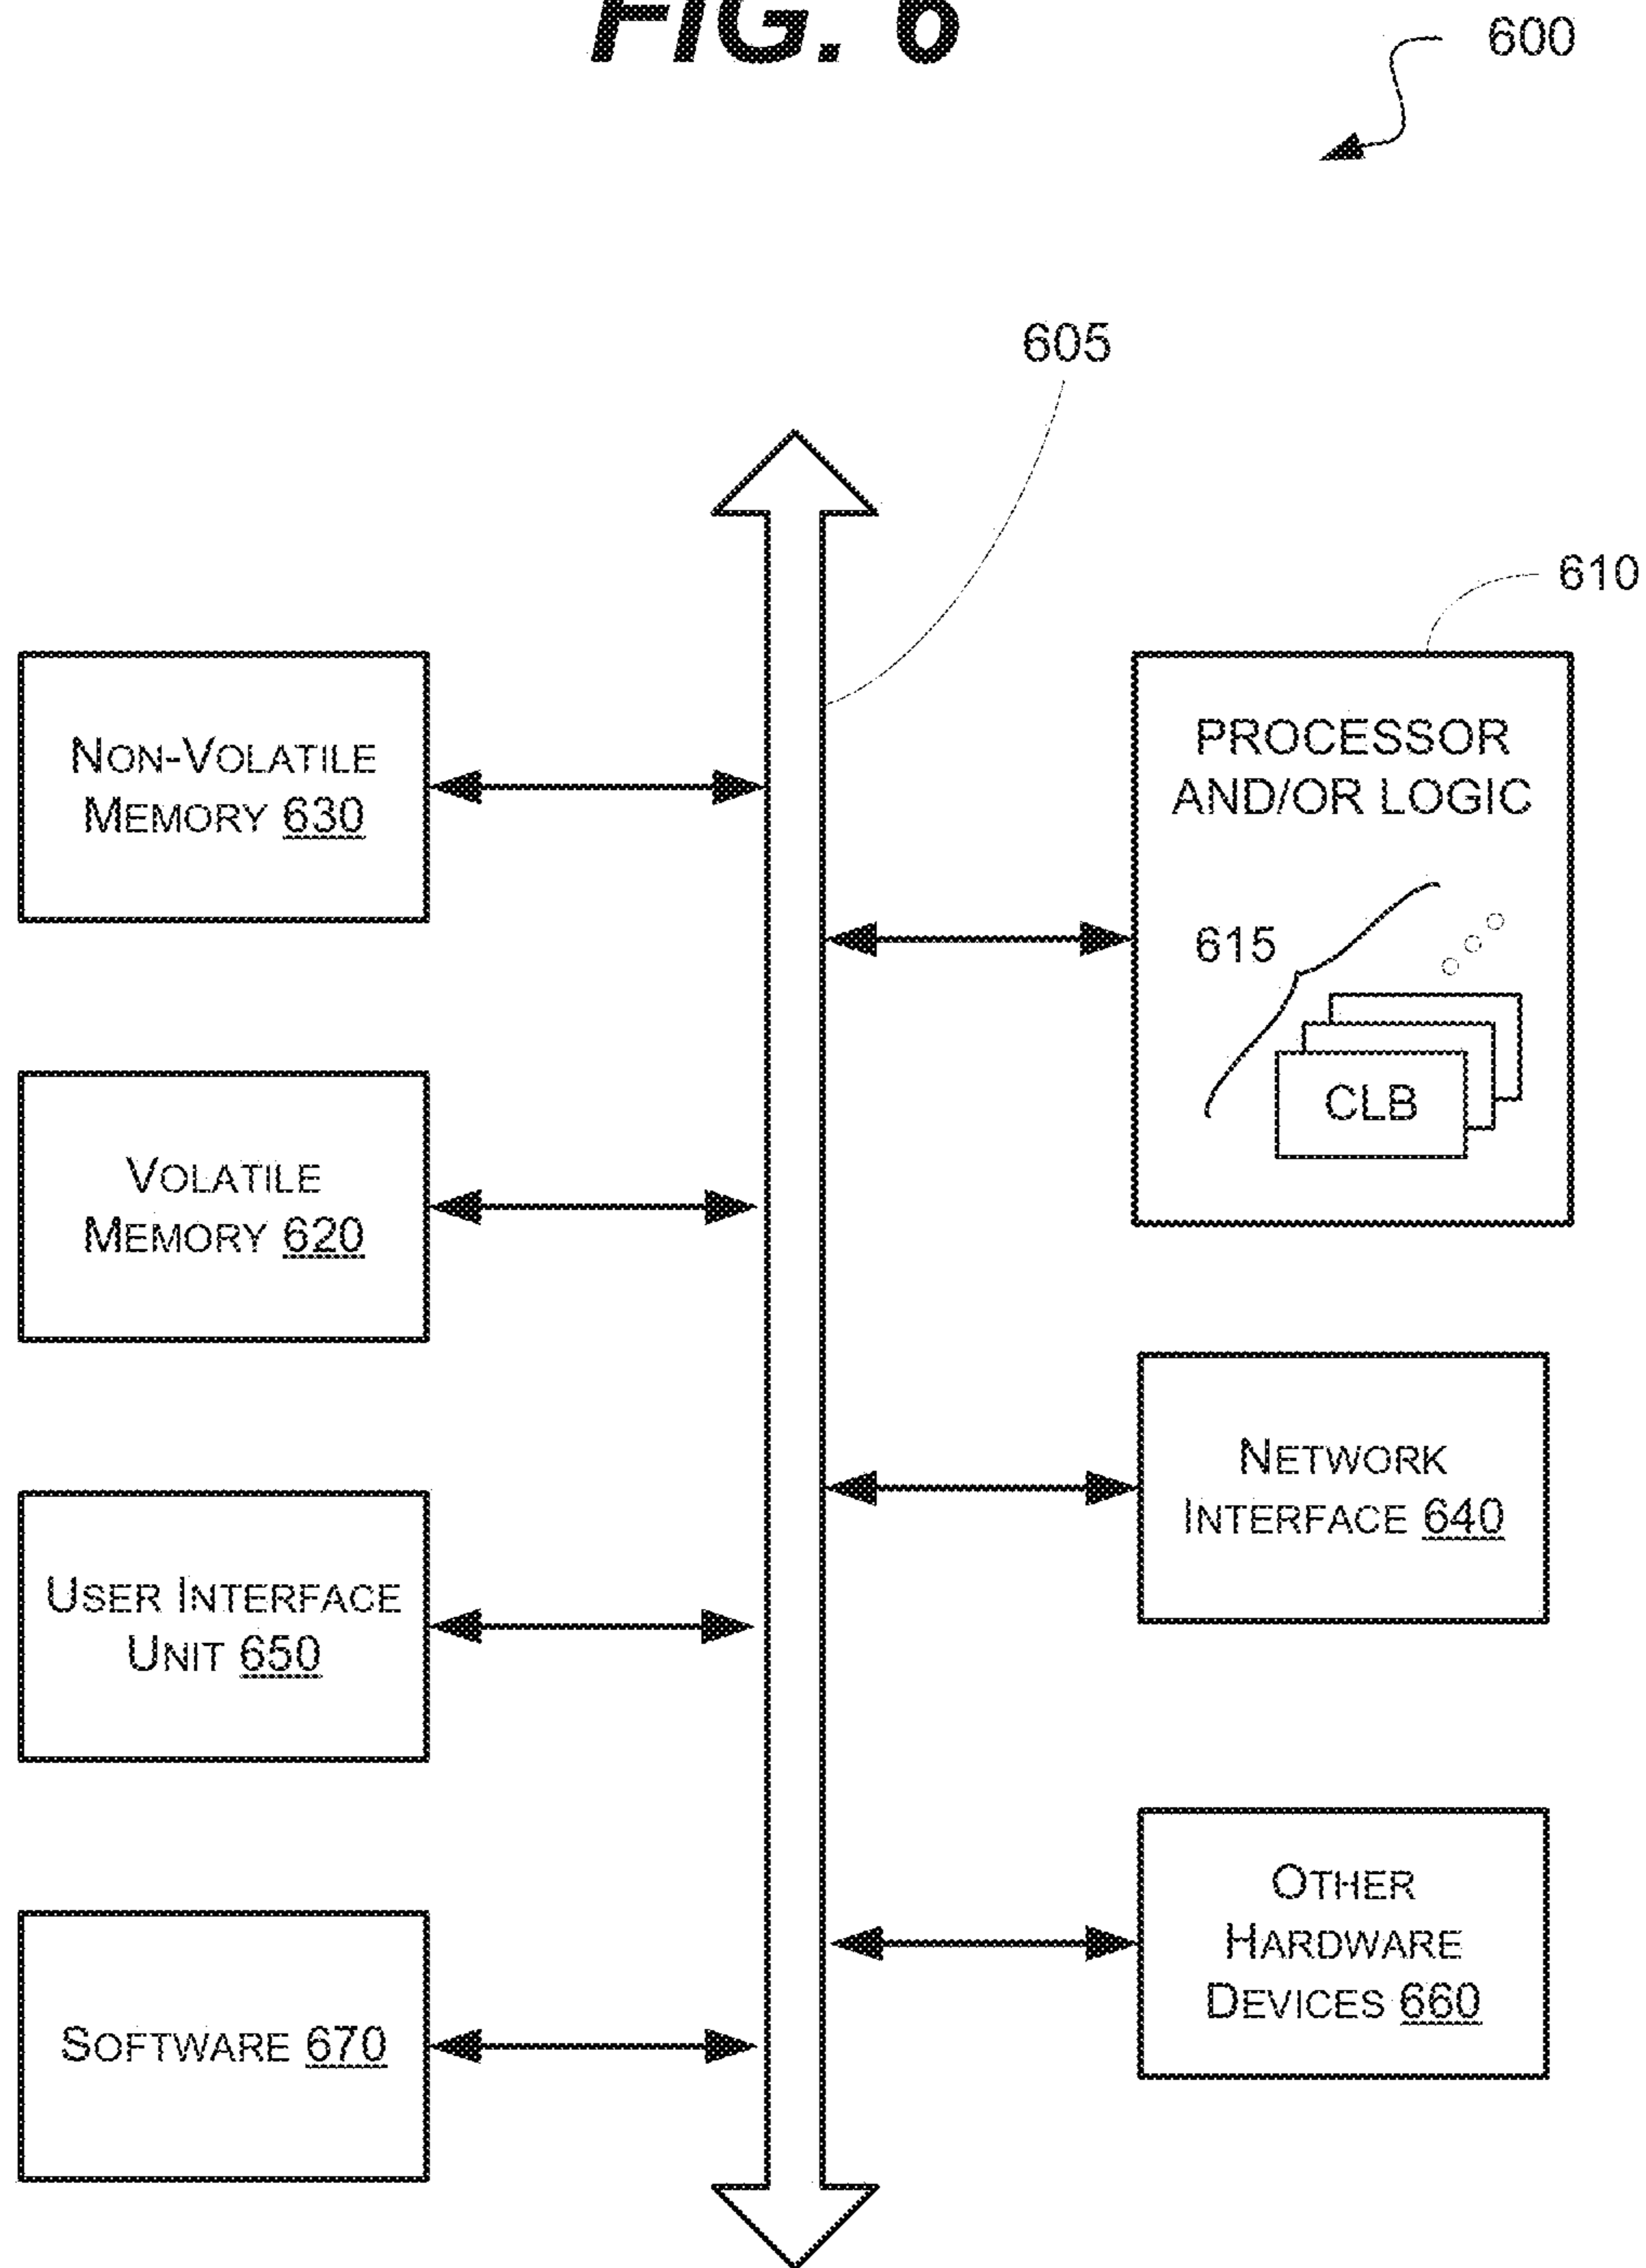 FIG. 6
600
605
610
NON-VOLATILE
MEMORY 630
PROCESSOR
AND/OR LOGIC
615
CLB
VOLATILE
MEMORY 620
NETWORK
INTERFACE 640
USER INTERFACE
UNIT 650
OTHER
HARDWARE
DEVICES 660
SOFTWARE 670